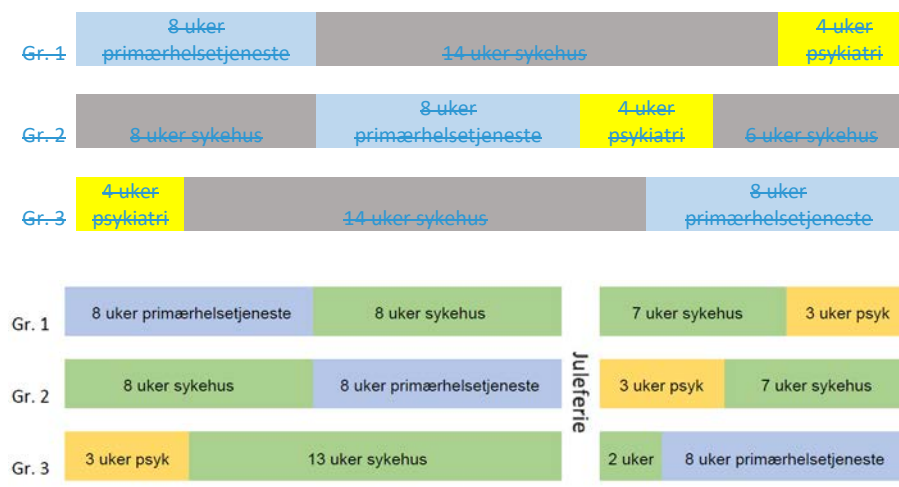 8 uker 4 uker
Gr. 1 primærhelsetjeneste 14 uker sykehus psykiatri
8 uker 4 uker
Gr. 2 8 uker sykehus primærhelsetjeneste psykiatri 6 uker sykehus
4 uker 8 uker
Gr. 3 psykiatri 14 uker sykehus primærhelsetjeneste
Gr. 1 8 uker primærhelsetjeneste 8 uker sykehus 7 uker sykehus 3 uker psyk
Juleferie
Gr. 2 8 uker sykehus 8 uker primærhelsetjeneste 3 uker psyk 7 uker sykehus
Gr. 3 3 uker psyk 13 uker sykehus 2 uker 8 uker primærhelsetjeneste